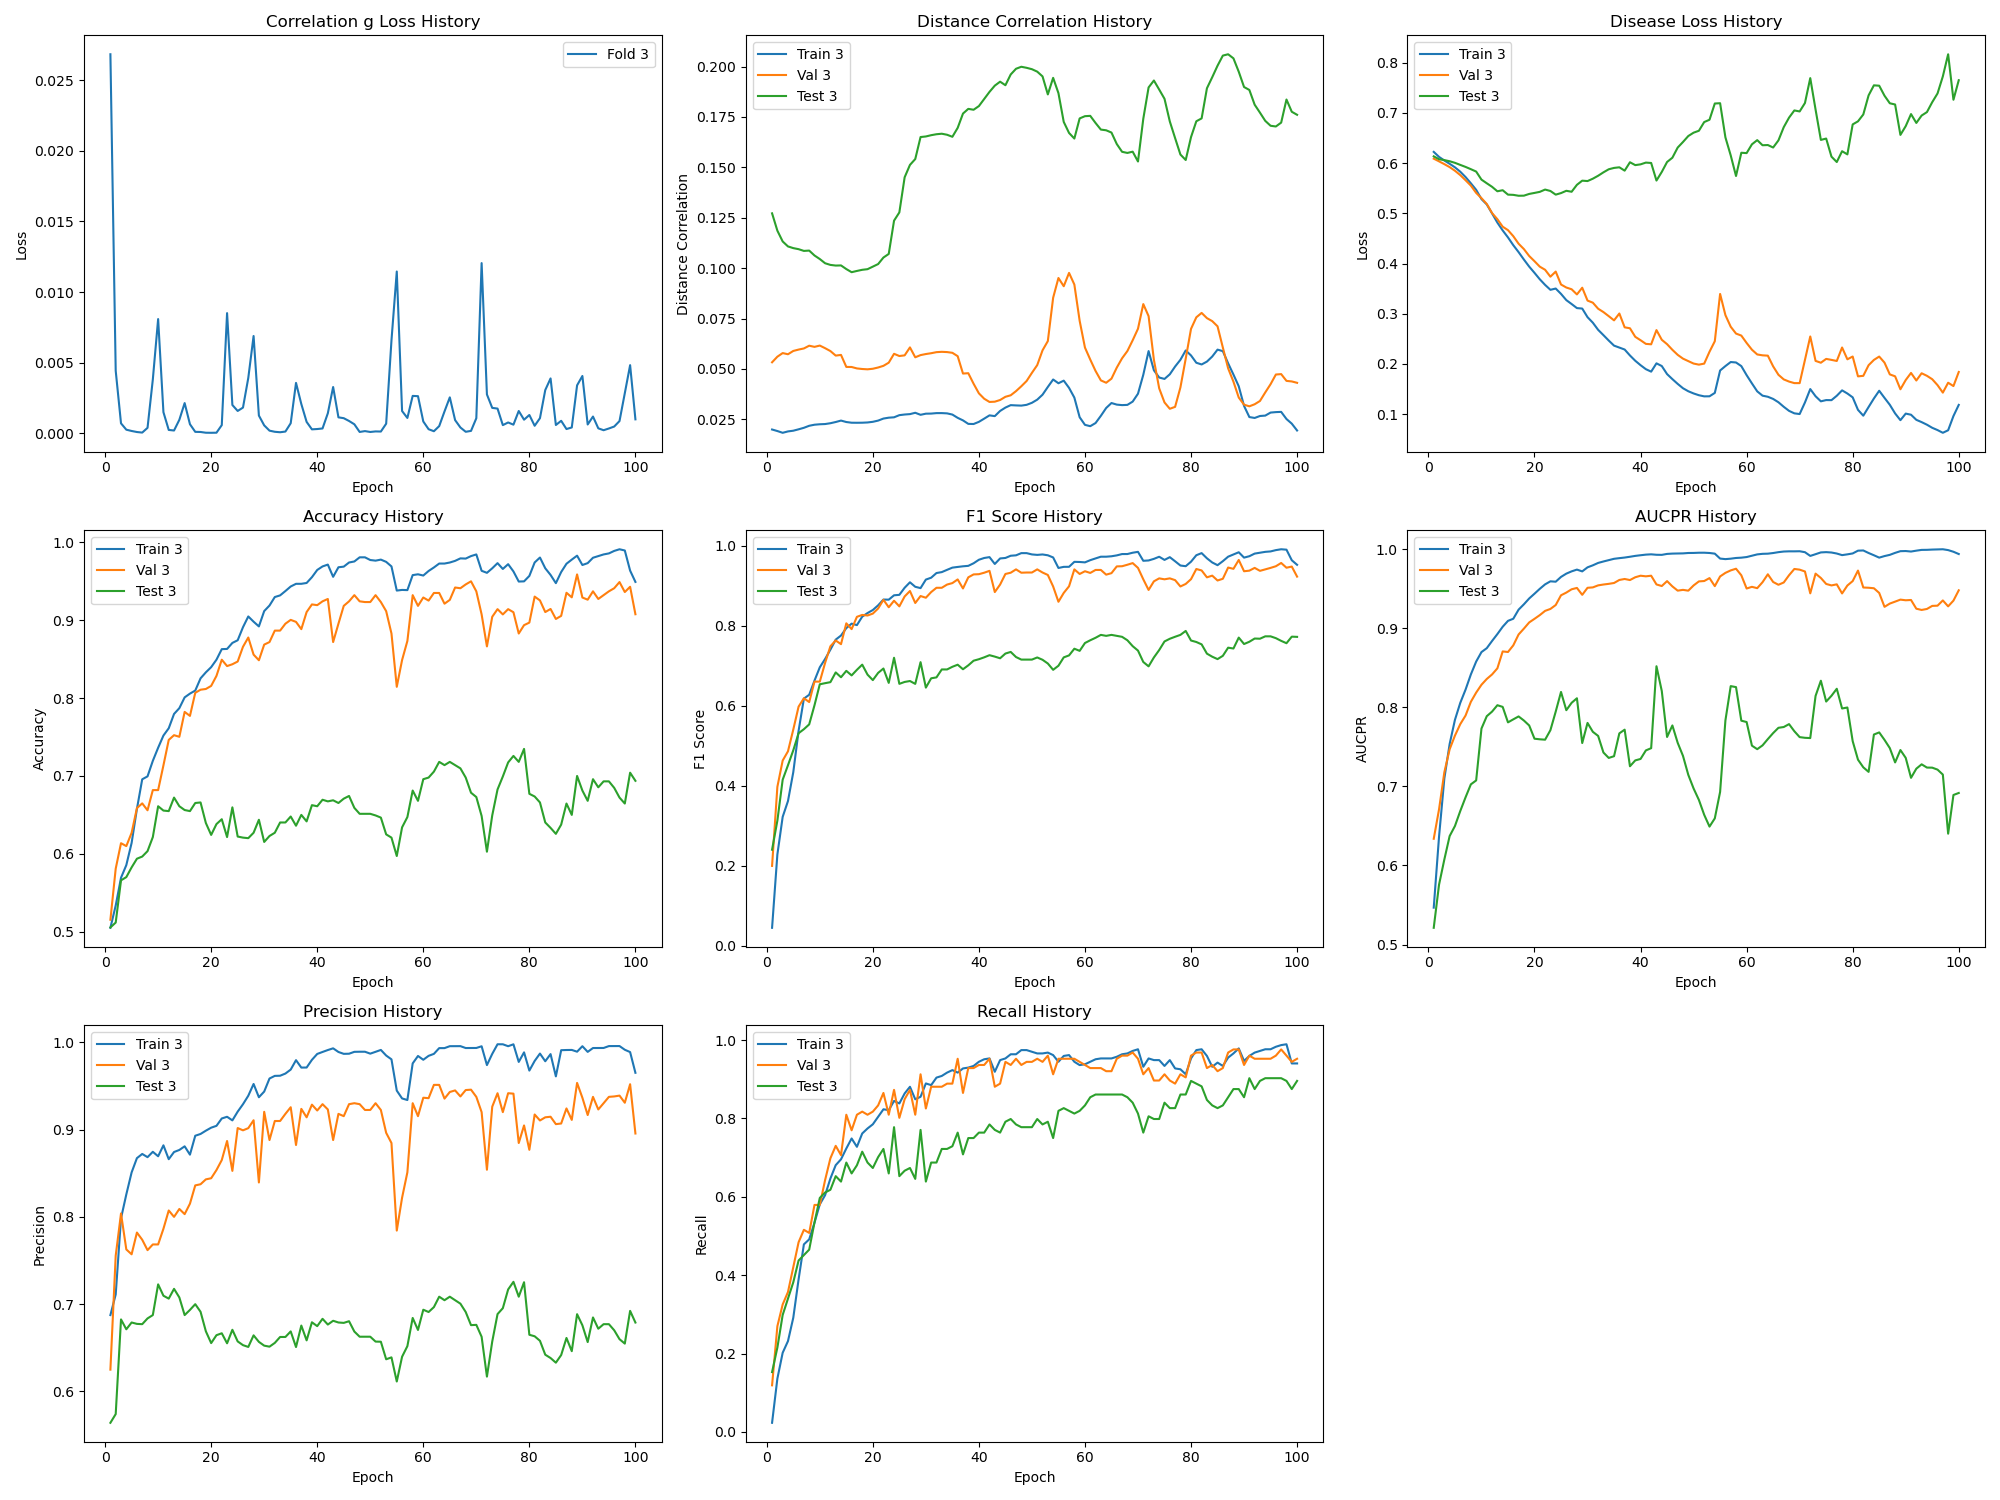 Correlation g Loss History
Distance Correlation History
Disease Loss History
Fold 3
Train 3
Val 3
Test 3
Train 3
Val 3
Test 3
Loss
0.025
0.020
0.015
0.010
0.005
0.000
Distance Correlation
0.200
0.175
0.150
0.125
0.100
0.075
0.050
0.025
Loss
0.8
0.7
0.6
0.5
0.4
0.3
0.2
0.1
0 20 40 60 80 100
0 20 40 60 80 100
0 20 40 60 80 100
Epoch
Epoch
Epoch
Accuracy History
F1 Score History
AUCPR History
Train 3
Val 3
Test 3
Train 3
Val 3
Test 3
Train 3
Val 3
Test 3
Accuracy
1.0
0.9
0.8
0.7
0.6
0.5
F1 Score
1.0
0.8
0.6
0.4
0.2
0.0
AUCPR
1.0
0.9
0.8
0.7
0.6
0.5
0 20 40 60 80 100
0 20 40 60 80 100
0 20 40 60 80 100
Epoch
Epoch
Epoch
Precision History
Recall History
Train 3
Val 3
Test 3
Train 3
Val 3
Test 3
Precision
1.0
0.9
0.8
0.7
0.6
Recall
1.0
0.8
0.6
0.4
0.2
0.0
0 20 40 60 80 100
0 20 40 60 80 100
Epoch
Epoch